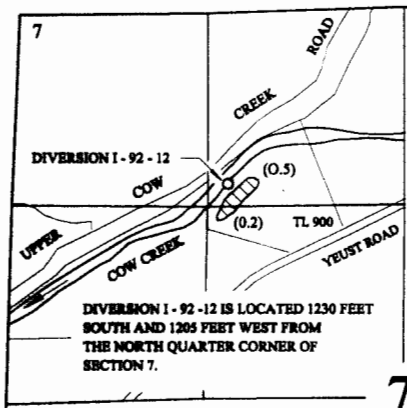 7
ROAD
CREEK
DIVERSION I - 92 - 12
COW
(O.5)
UPPER
(0.2)
TL 900
COW CREEK
YEUST ROAD
DIVERSION I - 92 -12 IS LOCATED 1230 FEET
SOUTH AND 1205 FEET WEST FROM
THE NORTH QUARTER CORNER OF
SECTION 7.
7